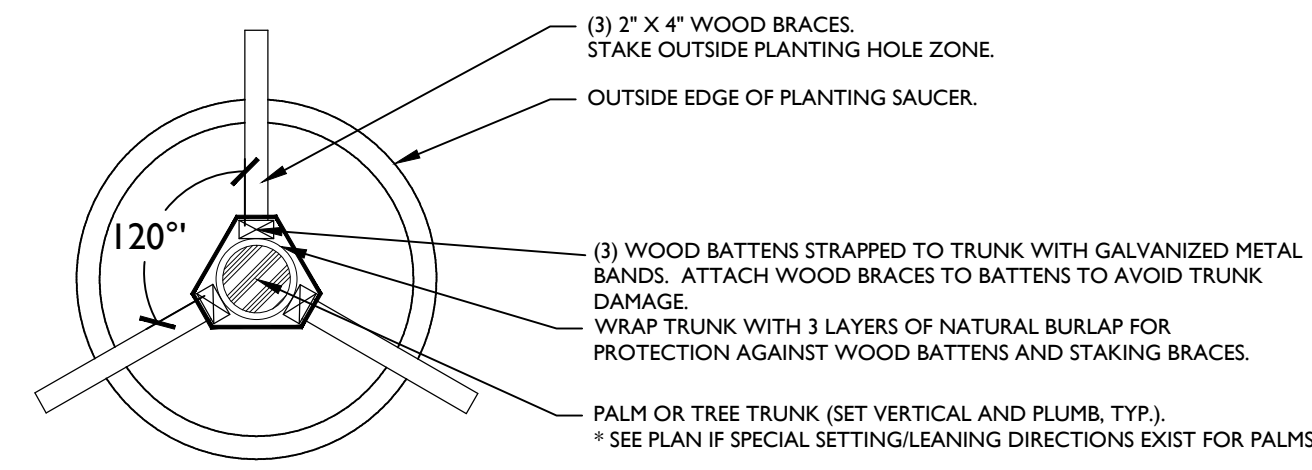 (3) 2" X 4" WOOD BRACES.
STAKE OUTSIDE PLANTING HOLE ZONE.
OUTSIDE EDGE OF PLANTING SAUCER.
120°'
(3) WOOD BATTENS STRAPPED TO TRUNK WITH GALVANIZED METAL
BANDS. ATTACH WOOD BRACES TO BATTENS TO AVOID TRUNK
DAMAGE.
WRAP TRUNK WITH 3 LAYERS OF NATURAL BURLAP FOR
PROTECTION AGAINST WOOD BATTENS AND STAKING BRACES.
PALM OR TREE TRUNK (SET VERTICAL AND PLUMB, TYP.).
* SEE PLAN IF SPECIAL SETTING/LEANING DIRECTIONS EXIST FOR PALMS